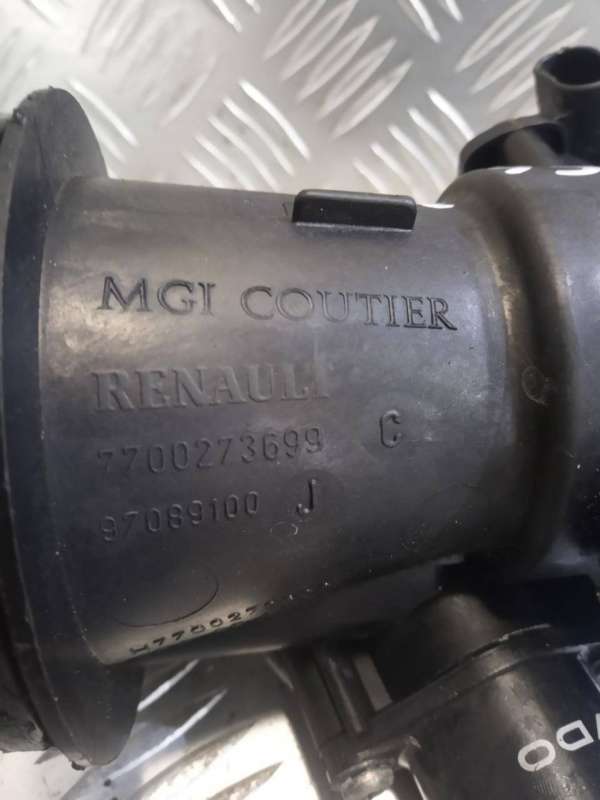 MGI COUTIER
RENAULT
7700273699 C
97089100 J